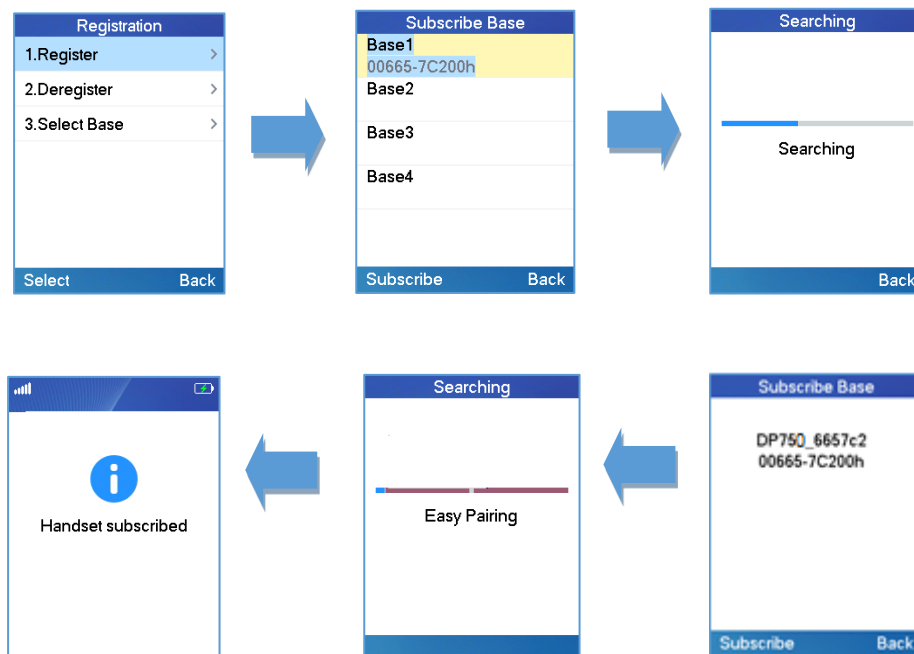 Registration
1.Register
2.Deregister
3.Select Base
Select Back
Subscribe Base
Base1
00665-7C200h
Base2
Base3
Base4
Subscribe Back
Searching
Searching
Back
Subscribe Base
DP750_6657c2
00665-7C200h
Subscribe Back
Searching
Easy Pairing
Handset subscribed